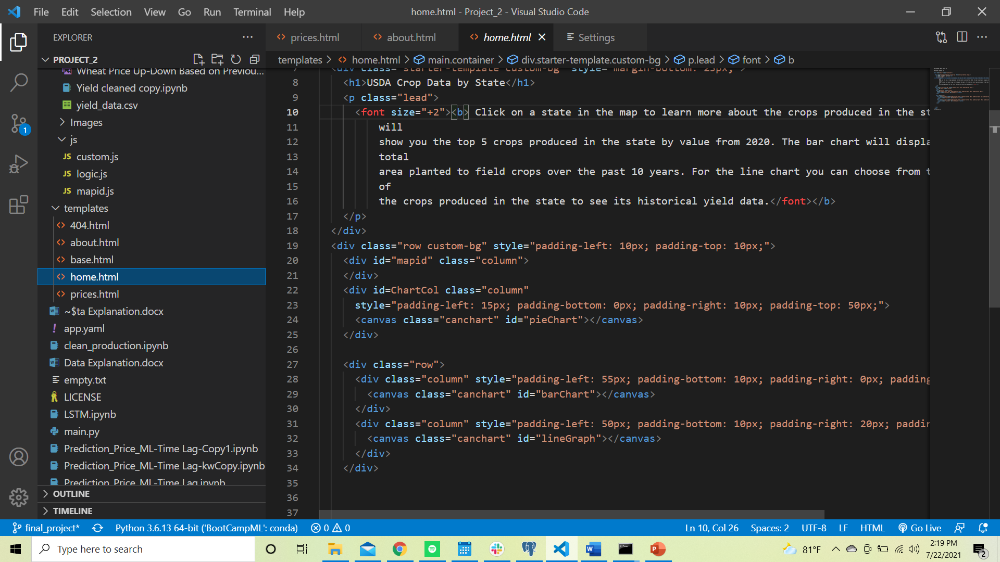 File Edit Selection View Go Run Terminal Help
home.html - Project_2 - Visual Studio Code
EXPLORER
PROJECT_2
Wheat Price Up-Down Based on Previou...
Yield cleaned copy.ipynb
yield_data.csv
Images
js
JS custom.js
JS logic.js
JS mapid.js
templates
<> 404.html
<> about.html
<> base.html
<> home.html
<> prices.html
~$ta Explanation.docx
! app.yaml
clean_production.ipynb
Data Explanation.docx
empty.txt
LICENSE
LSTM.ipynb
main.py
Prediction_Price_ML-Time Lag-Copy1.ipynb
Prediction_Price_ML-Time Lag-kwCopy.ipynb
Prediction_Price_ML-Time Lag.ipynb
OUTLINE
TIMELINE
1
<> prices.html <> about.html <> home.html Settings
templates > <> home.html > main.container > div.starter-template.custom-bg > p.lead > font > b
7 <div class="starter-template custom-bg" style="margin-bottom: 25px;">
8 <h1>USDA Crop Data by State</h1>
9 <p class="lead">
10 <font size="+2"><b> Click on a state in the map to learn more about the crops produced in the st
11 will
12 show you the top 5 crops produced in the state by value from 2020. The bar chart will displa
13 total
14 area planted to field crops over the past 10 years. For the line chart you can choose from t
15 of
16 the crops produced in the state to see its historical yield data.</font></b>
17 </p>
18 </div>
19 <div class="row custom-bg" style="padding-left: 10px; padding-top: 10px;">
20 <div id="mapid" class="column">
21 </div>
22 <div id=ChartCol class="column"
23 style="padding-left: 15px; padding-bottom: 0px; padding-right: 10px; padding-top: 50px;">
24 <canvas class="canchart" id="pieChart"></canvas>
25 </div>
26
27 <div class="row">
28 <div class="column" style="padding-left: 55px; padding-bottom: 10px; padding-right: 0px; padding
29 <canvas class="canchart" id="barChart"></canvas>
30 </div>
31 <div class="column" style="padding-left: 50px; padding-bottom: 10px; padding-right: 20px; paddin
32 <canvas class="canchart" id="lineGraph"></canvas>
33 </div>
34 </div>
35
36
37
final_project* Python 3.6.13 64-bit ('BootCampML': conda) 0 0 Ln 10, Col 26 Spaces: 2 UTF-8 LF HTML Go Live
Type here to search
81°F
2:19 PM
7/22/2021
2